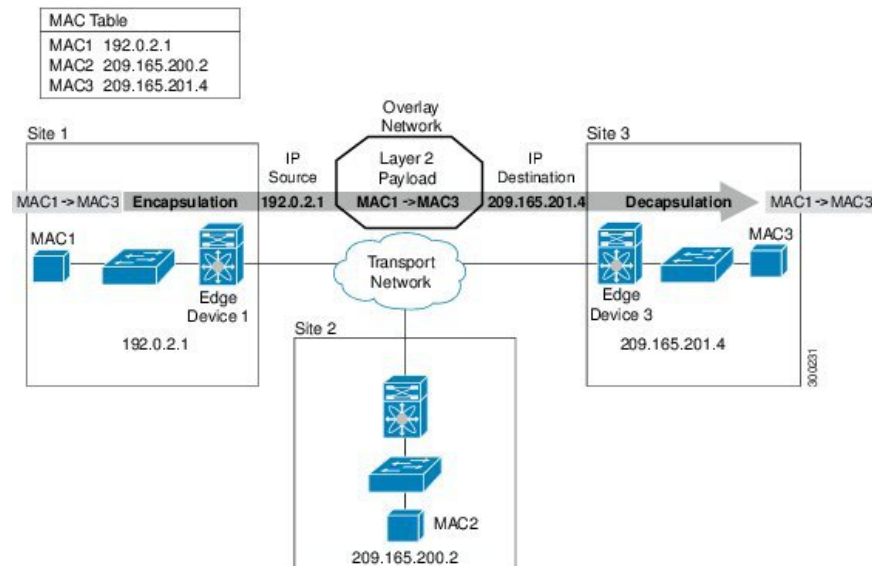 MAC Table
MAC1 192.0.2.1
MAC2 209.165.200.2
MAC3 209.165.201.4
Overlay
Network
Site 1
Site 3
IP
Source
Layer 2
Payload
IP
Destination
MAC1->MAC3
Encapsulation
192.0.2.1
MAC1->MAC3
209.165.201.4
Decapsulation
MAC1->MAC3
MAC1
MAC3
Transport
Network
Edge
Device 1
Edge
Device 3
Site 2
192.0.2.1
209.165.201.4
300231
MAC2
209.165.200.2